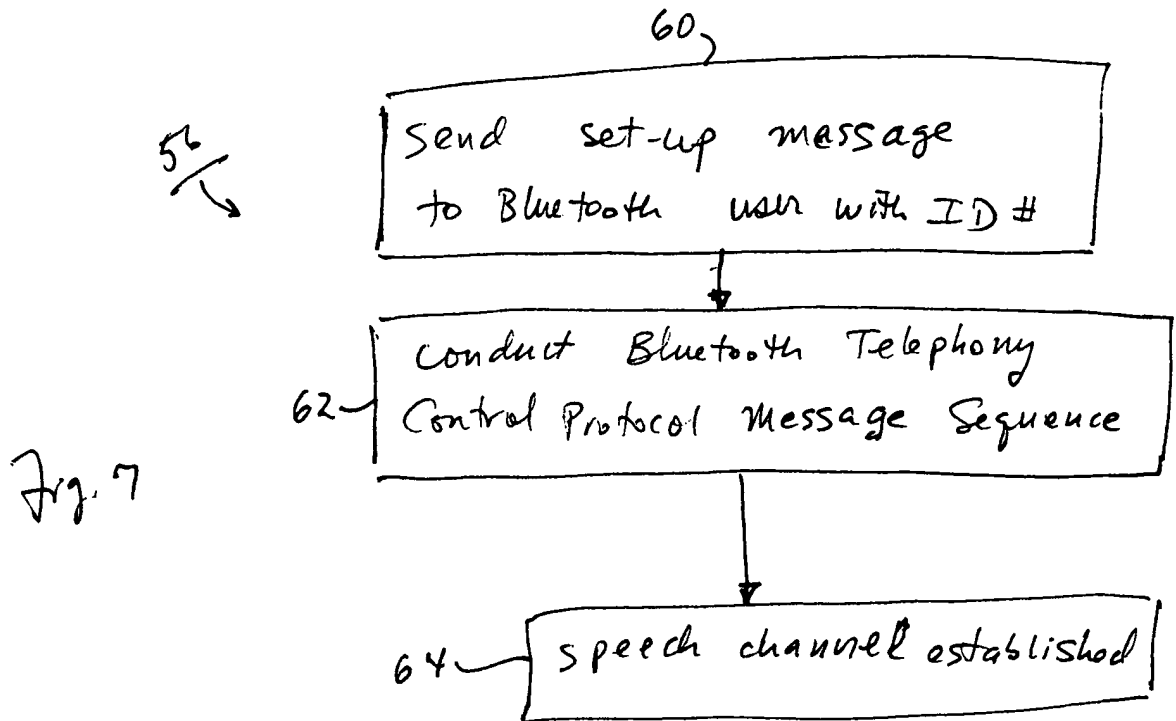 60
56
Send set-up message
to Bluetooth user with ID #
62
Conduct Bluetooth Telephony
Control Protocol Message Sequence
Fig. 7
64
speech channel established